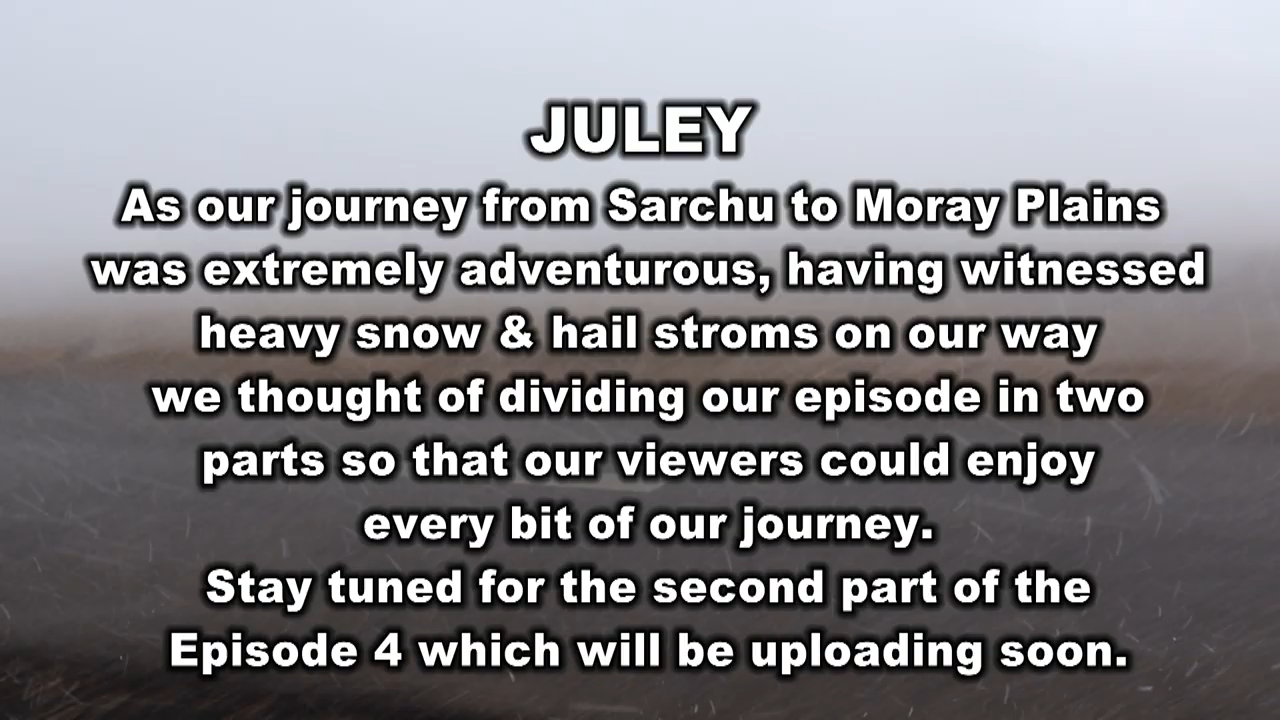 JULEY
As our journey from Sarchu to Moray Plains
was extremely adventurous, having witnessed
heavy snow & hail stroms on our way
we thought of dividing our episode in two
parts so that our viewers could enjoy
every bit of our journey.
Stay tuned for the second part of the
Episode 4 which will be uploading soon.